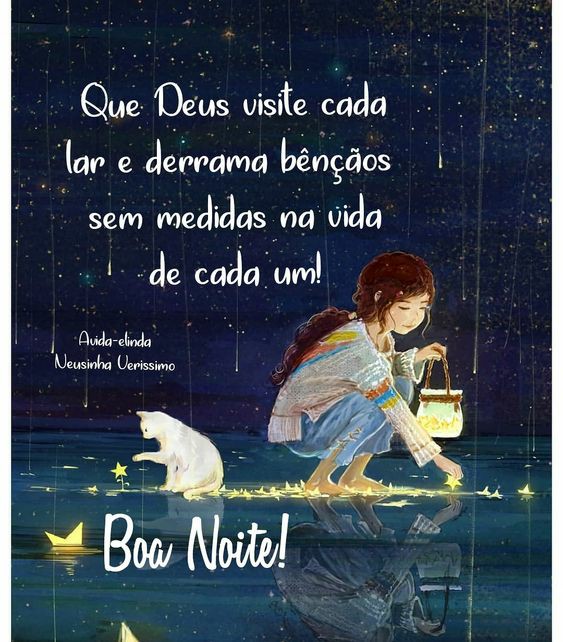 Que Deus visite cada
lar e derrama bênçãos
sem medidas na vida
de cada um!
Avida-elinda
Neusinha Verissimo
Boa Noite!